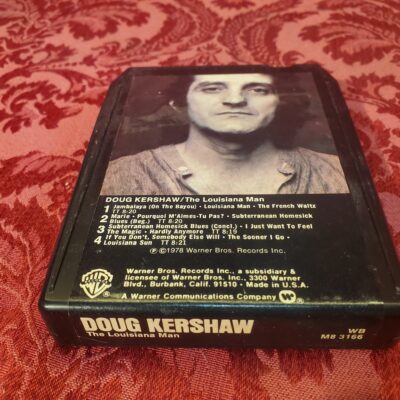 DOUG KERSHAW/The Louisiana Man
1 Jambalaya (On The Bayou) • Louisiana Man • The French Waltz
TT 8:20
2 Marie • Pourquoi M'Aimes-Tu Pas? • Subterranean Homesick
Blues (Beg.) TT 8:20
3 Subterranean Homesick Blues (Concl.) • I Just Want To Feel
The Magic • Hardly Anymore TT 8:19
4 If You Don't, Somebody Else Will • The Sooner I Go •
Louisiana Sun TT 8:21
℗©1978 Warner Bros. Records Inc.
Warner Bros. Records Inc., a subsidiary &
licensee of Warner Bros. Inc., 3300 Warner
Blvd., Burbank, Calif. 91510 • Made in U.S.A.
A Warner Communications Company
WB
DOUG KERSHAW
The Louisiana Man
WB
M8 3166